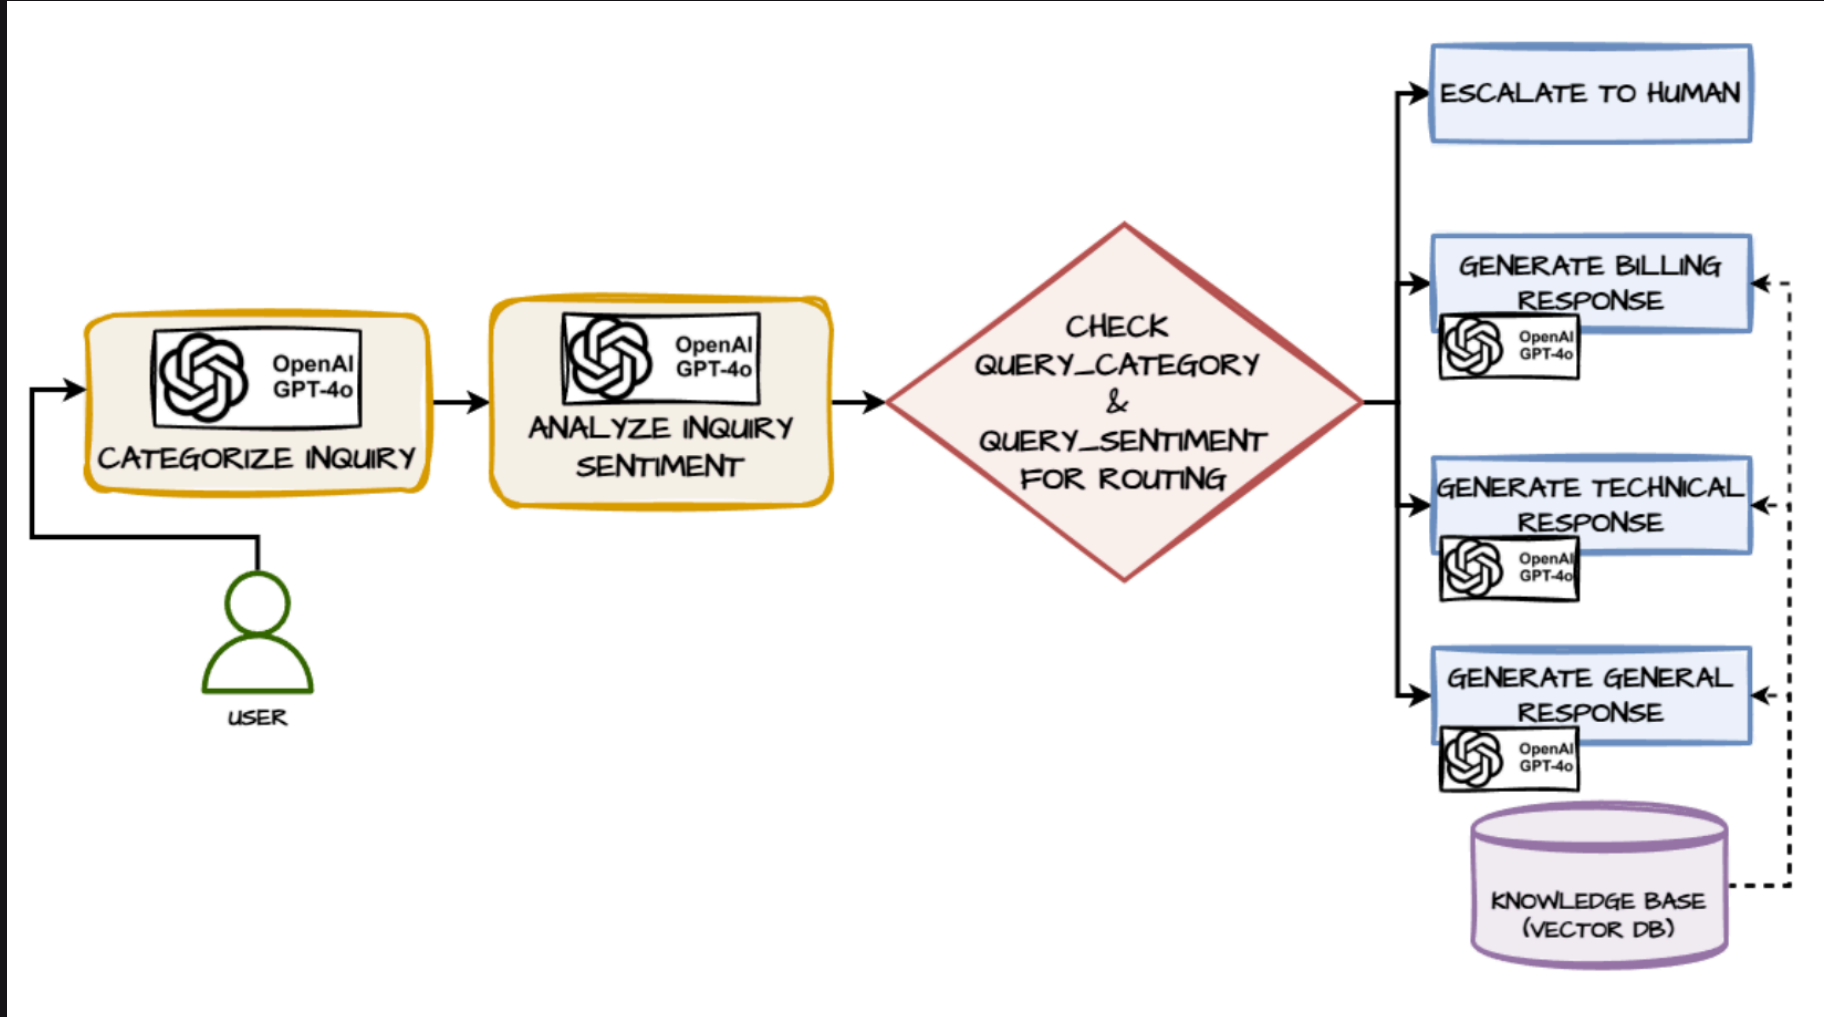 ESCALATE TO HUMAN
GENERATE BILLING
RESPONSE
OpenAI
GPT-4o
OpenAI
GPT-4o
CATEGORIZE INQUIRY
OpenAI
GPT-4o
ANALYZE INQUIRY
SENTIMENT
CHECK
QUERY_CATEGORY
&
QUERY_SENTIMENT
FOR ROUTING
GENERATE TECHNICAL
RESPONSE
OpenAI
GPT-4o
GENERATE GENERAL
RESPONSE
OpenAI
GPT-4o
USER
KNOWLEDGE BASE
(VECTOR DB)